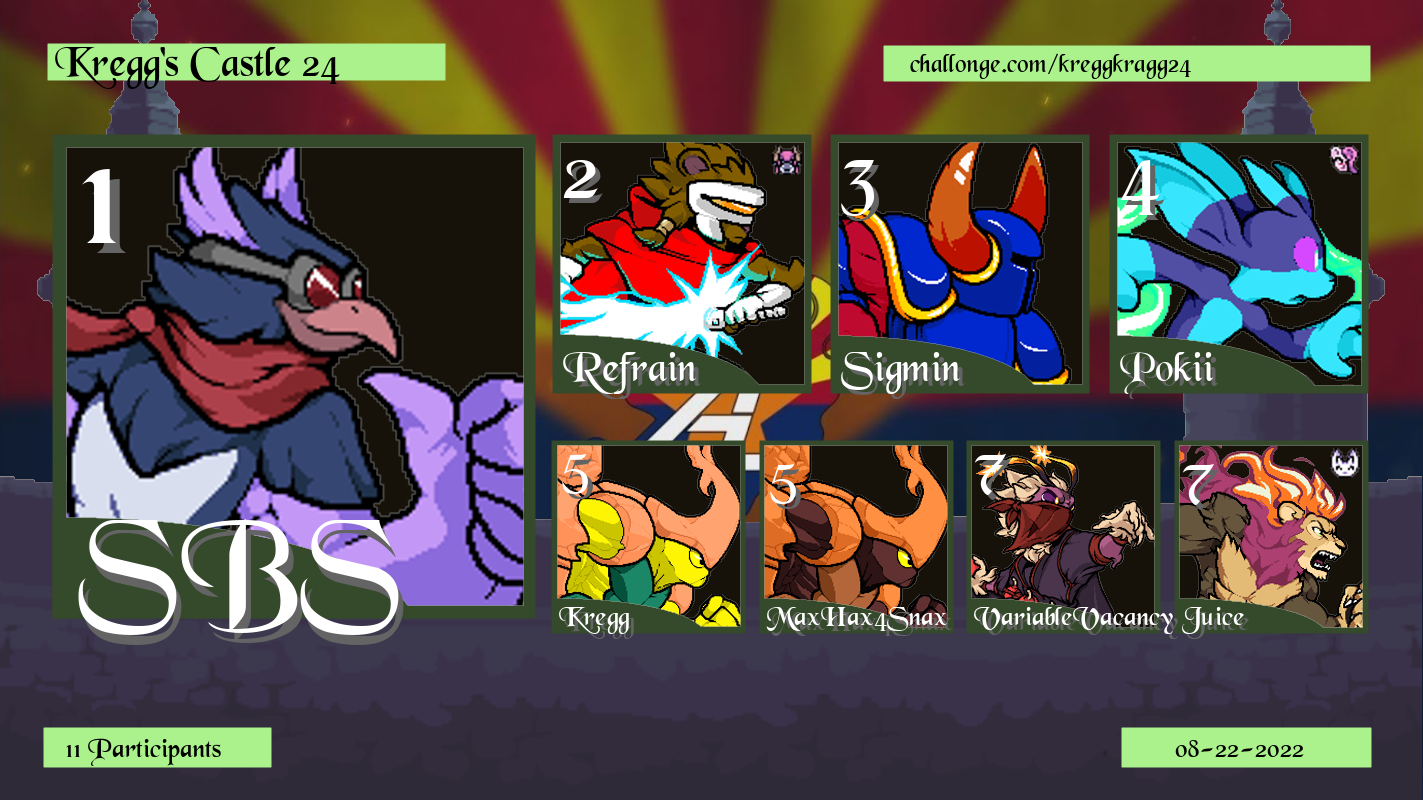 Kregg's Castle 24
challonge.com/kreggkragg24
1
SBS
2
Refrain
3
Sigmin
4
Pokii
5
Kregg
5
MaxHax4Snax
7
VariableVacancy
7
Juice
11 Participants
08-22-2022